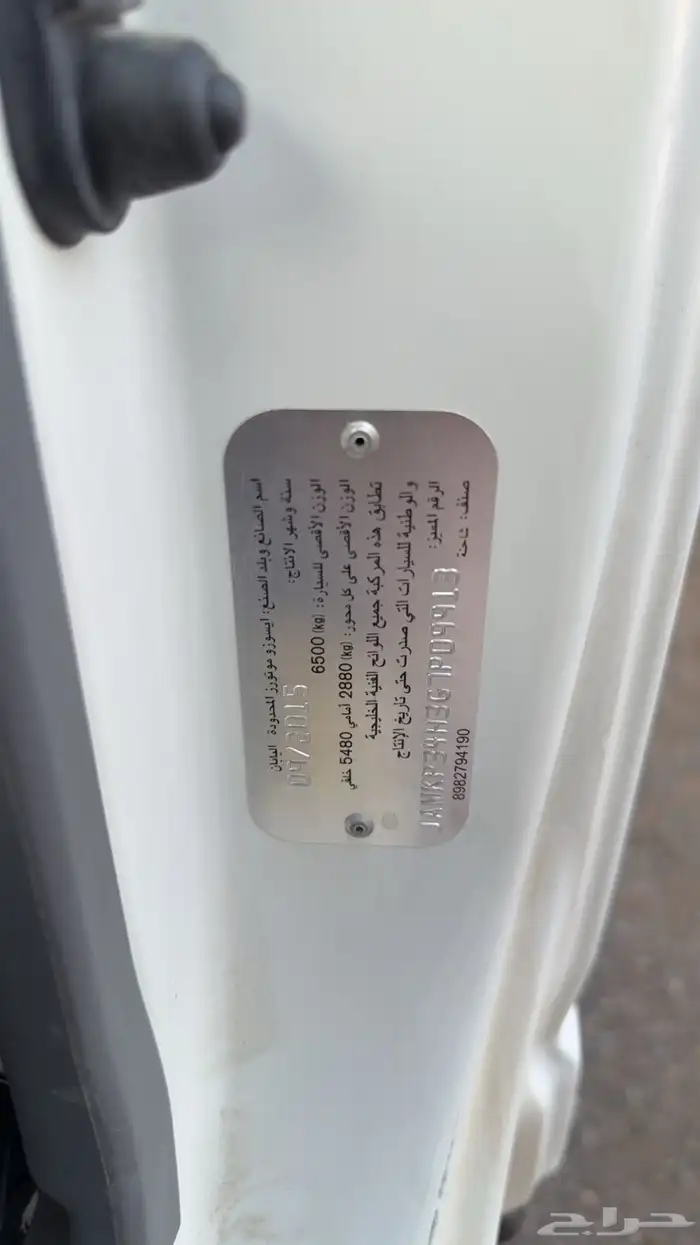 اسم الصانع وبلد الصنع: ايسوزو موتورز المحدودة اليابان
سنة وشهر الانتاج: 09/2015
الوزن الأقصى للسيارة: (kg) 6500
الوزن الأقصى على كل محور: (kg) 2880 أمامي 5480 خلفي
تطابق هذه المركبة جميع اللوائح الفنية الخليجية
والوطنية للسيارات التي صدرت حتى تاريخ الإنتاج
الرقم المميز:
صنف: شاحنة
8982794190
حراج